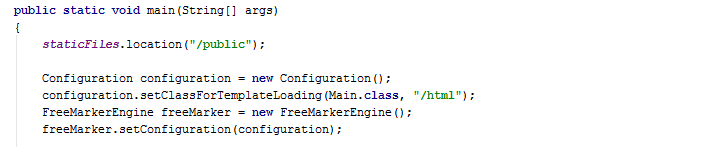 public static void main(String[] args)
{
staticFiles.location("/public");
Configuration configuration = new Configuration();
configuration.setClassForTemplateLoading(Main.class, "/html");
FreeMarkerEngine freeMarker = new FreeMarkerEngine();
freeMarker.setConfiguration(configuration);